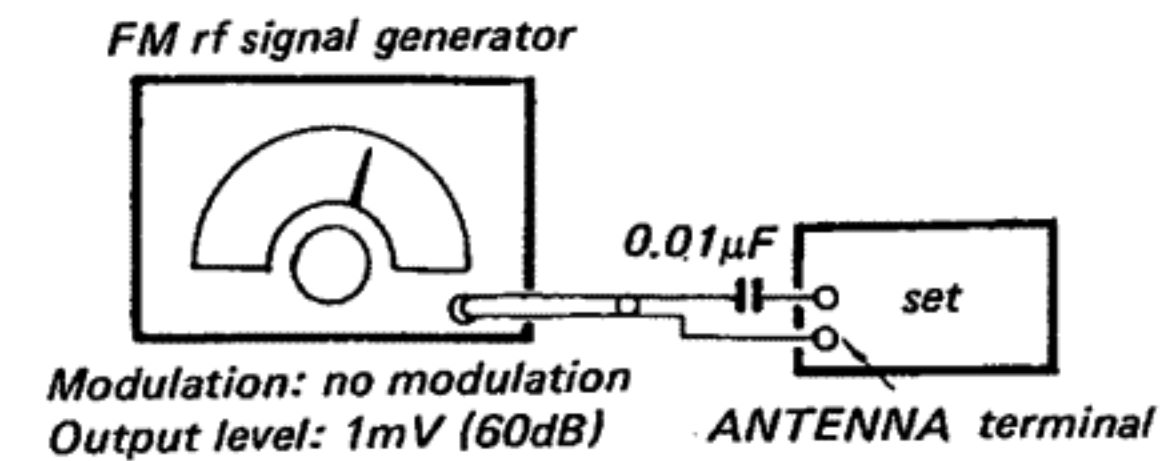 FM rf signal generator
0.01μF
set
Modulation: no modulation
Output level: 1mV (60dB)
ANTENNA terminal